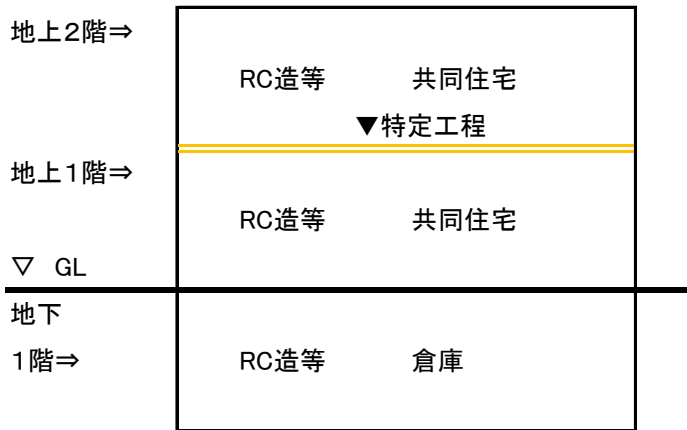 地上2階⇒
RC造等 共同住宅
▼特定工程
地上1階⇒
RC造等 共同住宅
▽ GL
地下
1階⇒ RC造等 倉庫